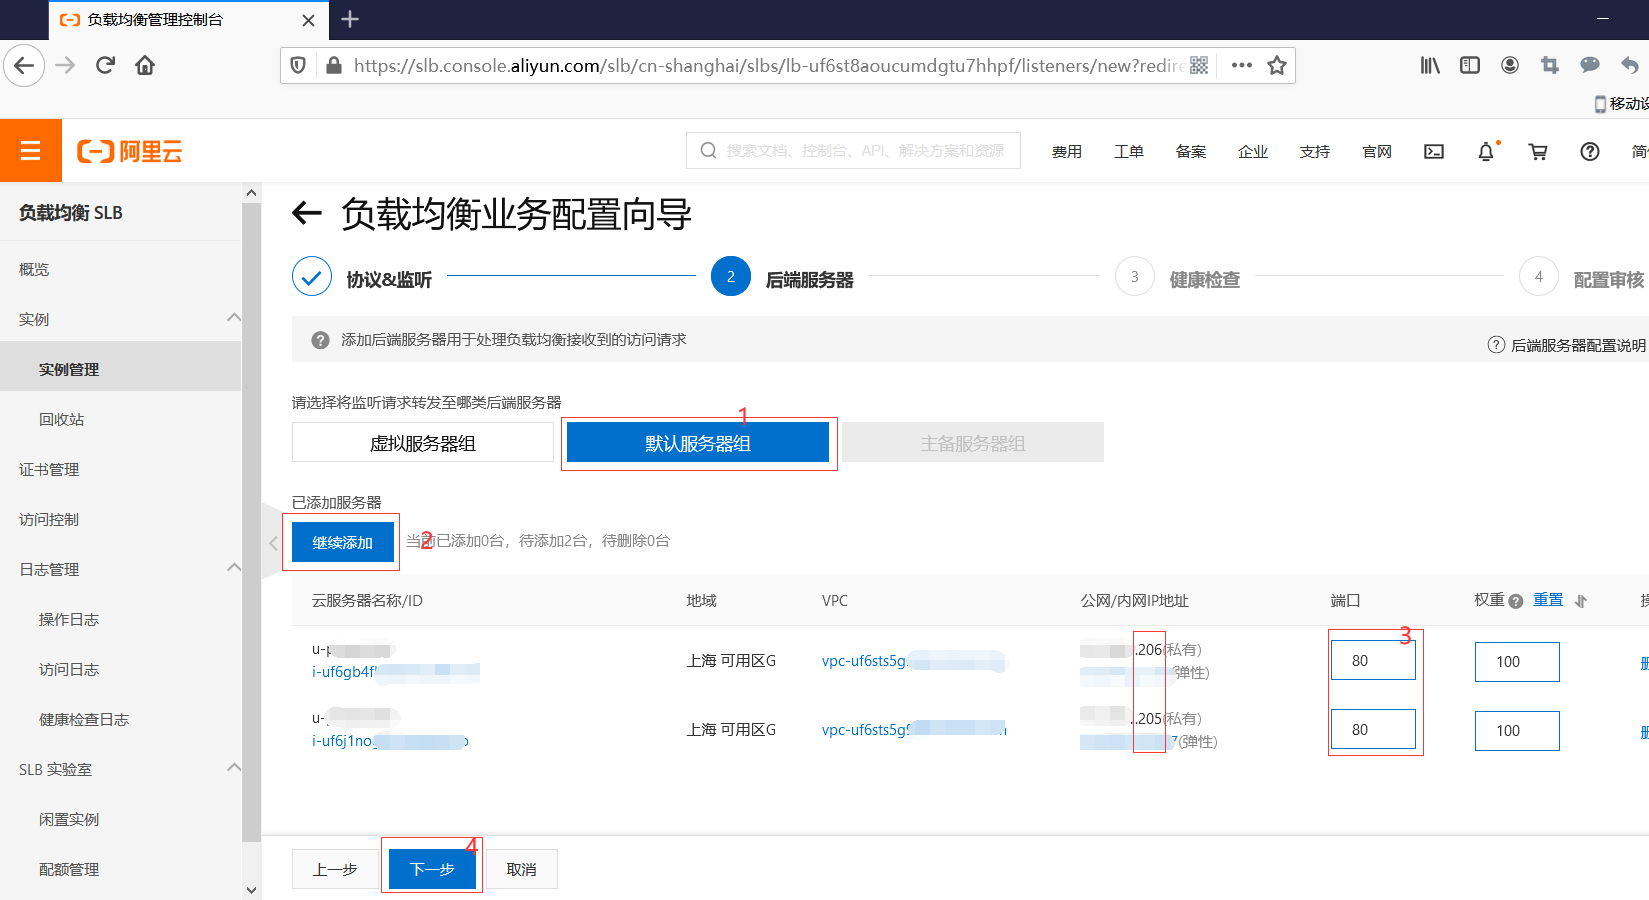 负载均衡管理控制台
https://slb.console.aliyun.com/slb/cn-shanghai/slbs/lb-uf6st8aoucumdgtu7hhpf/listeners/new?redire
移动设
阿里云
搜索文档、控制台、API、解决方案和资源
费用 工单 备案 企业 支持 官网 简
负载均衡 SLB
概览
实例
实例管理
回收站
证书管理
访问控制
日志管理
操作日志
访问日志
健康检查日志
SLB 实验室
闲置实例
配额管理
负载均衡业务配置向导
协议&监听 2 后端服务器 3 健康检查 4 配置审核
添加后端服务器用于处理负载均衡接收到的访问请求
后端服务器配置说明
请选择将监听请求转发至哪类后端服务器
1
虚拟服务器组 默认服务器组 主备服务器组
已添加服务器
继续添加 2 当前已添加0台，待添加2台，待删除0台
云服务器名称/ID 地域 VPC 公网/内网IP地址 端口 权重 重置
3
u-p .206(私有)
i-uf6gb4f 上海 可用区G vpc-uf6sts5g 80 100
(弹性)
u- .205(私有)
i-uf6j1no 上海 可用区G vpc-uf6sts5g 80 100
7(弹性)
4
上一步 下一步 取消